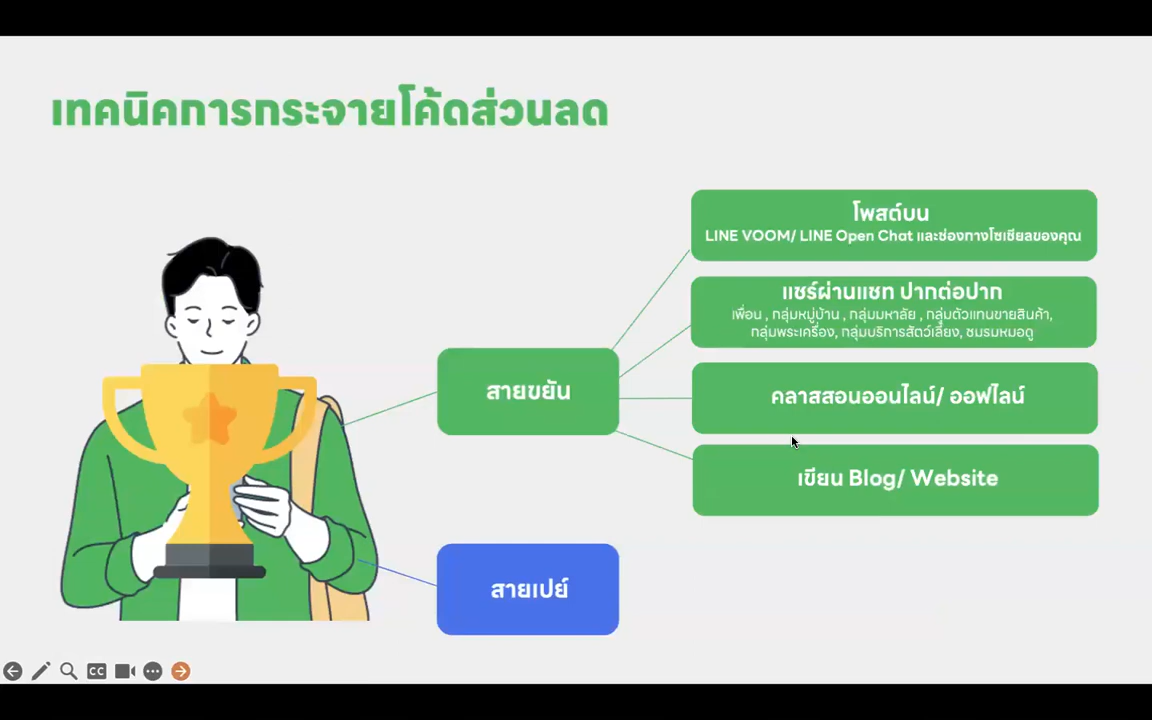 เทคนิคการกระจายโค้ดส่วนลด
โพสต์บน
LINE VOOM/ LINE Open Chat และช่องทางโซเชียลของคุณ
แชร์ผ่านแชท ปากต่อปาก
เพื่อน , กลุ่มหมู่บ้าน , กลุ่มมหาลัย , กลุ่มตัวแทนขายสินค้า,
กลุ่มพระเครื่อง, กลุ่มบริการสัตว์เลี้ยง, ชมรมหมอดู
สายขยัน
คลาสสอนออนไลน์/ ออฟไลน์
เขียน Blog/ Website
สายเปย์
CC